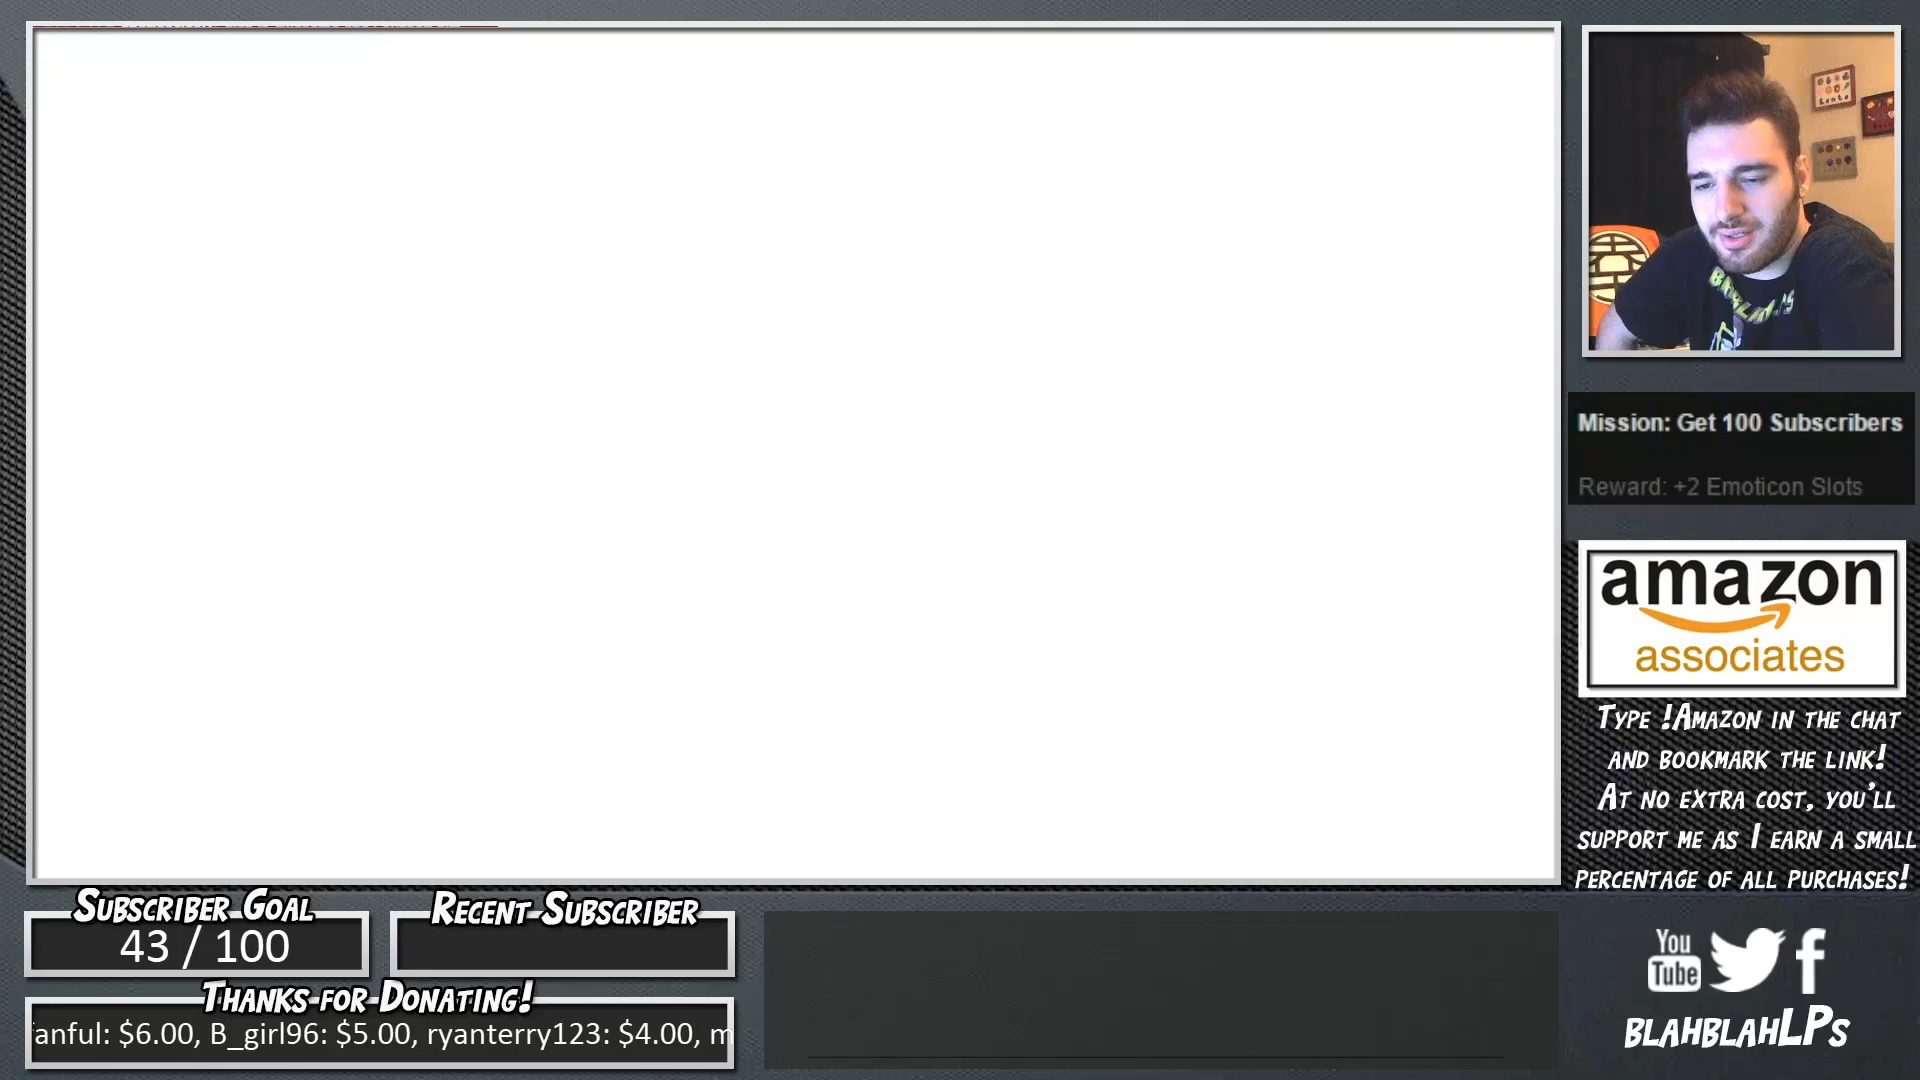 Mission: Get 100 Subscribers
Reward: +2 Emoticon Slots
amazon
associates
TYPE !AMAZON IN THE CHAT
AND BOOKMARK THE LINK!
AT NO EXTRA COST, YOU'LL
SUPPORT ME AS I EARN A SMALL
PERCENTAGE OF ALL PURCHASES!
SUBSCRIBER GOAL
43 / 100
RECENT SUBSCRIBER
THANKS FOR DONATING!
anful: $6.00, B_girl96: $5.00, ryanterry123: $4.00, m
You
Tube
BLAHBLAHLPs